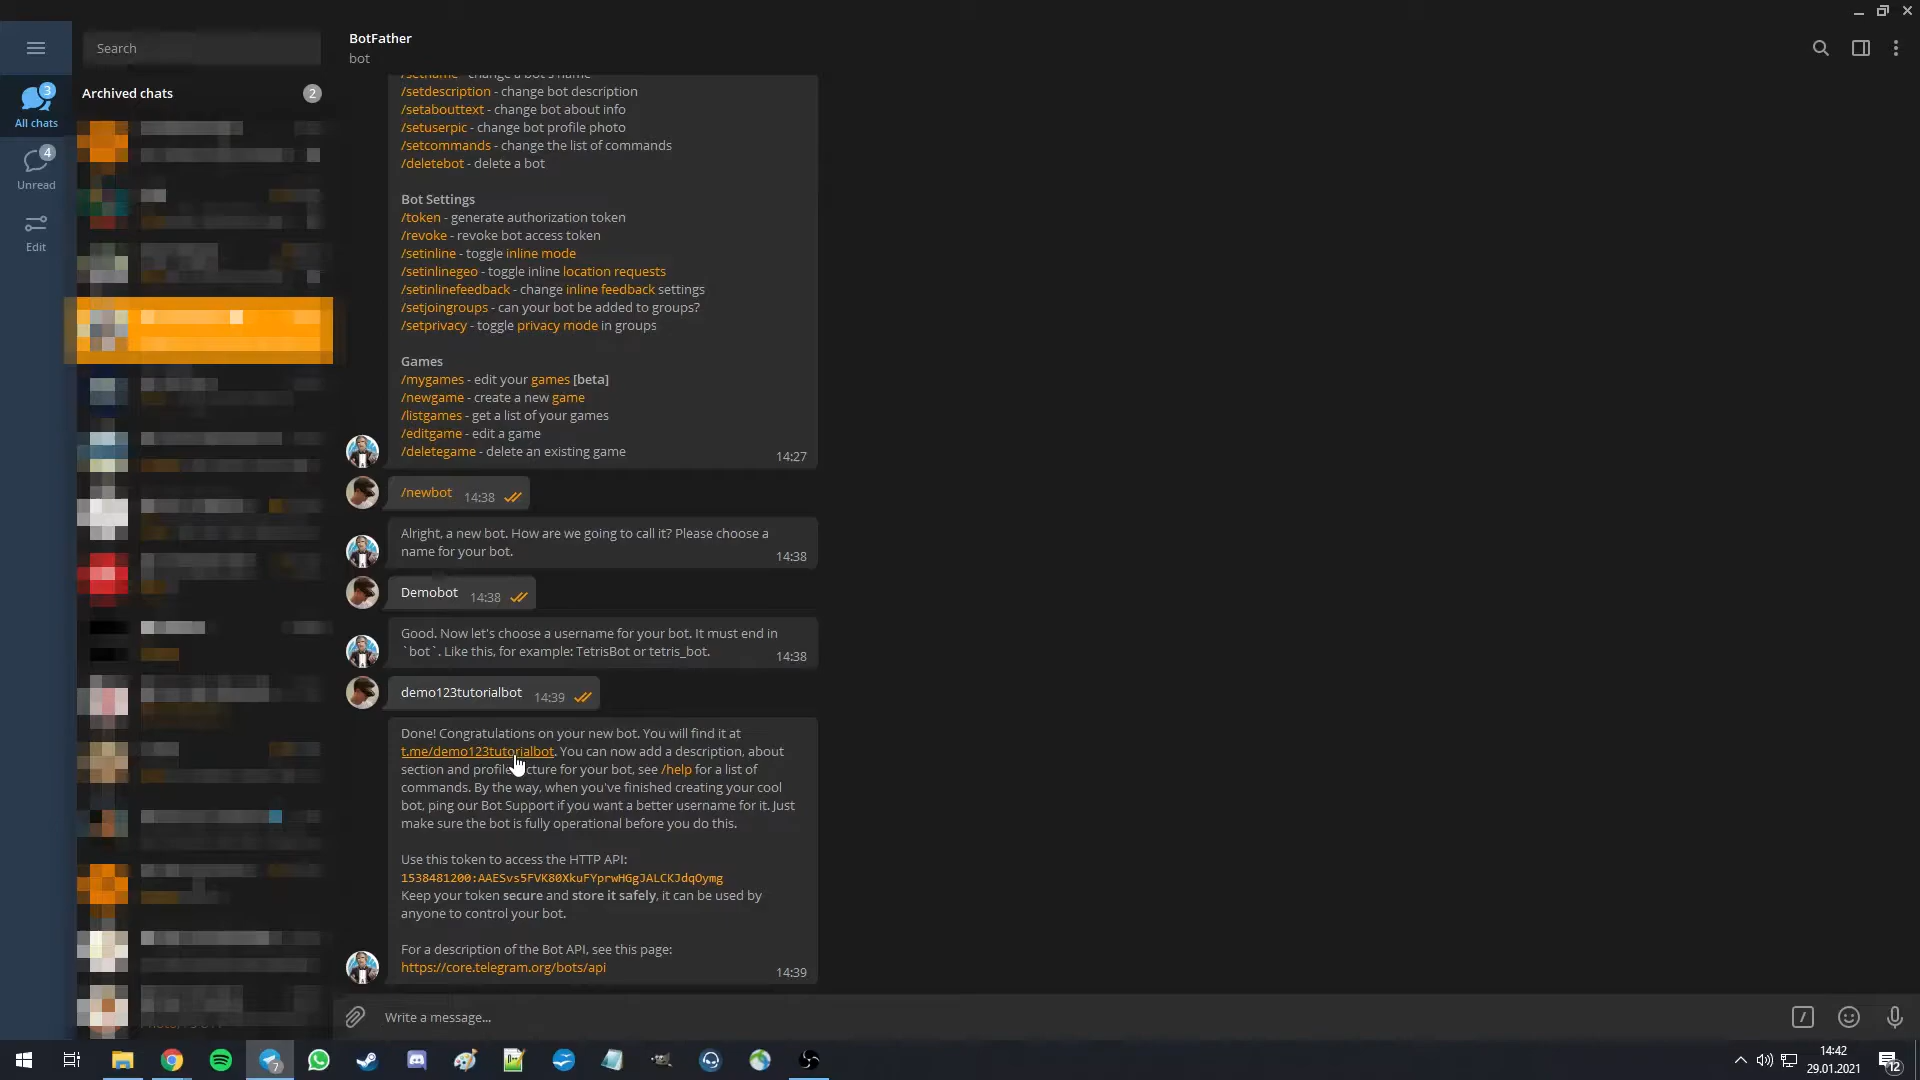 Search
BotFather
bot
Archived chats
2
3
All chats
4
Unread
Edit
/setname - change a bot's name
/setdescription - change bot description
/setabouttext - change bot about info
/setuserpic - change bot profile photo
/setcommands - change the list of commands
/deletebot - delete a bot
Bot Settings
/token - generate authorization token
/revoke - revoke bot access token
/setinline - toggle inline mode
/setinlinegeo - toggle inline location requests
/setinlinefeedback - change inline feedback settings
/setjoingroups - can your bot be added to groups?
/setprivacy - toggle privacy mode in groups
Games
/mygames - edit your games [beta]
/newgame - create a new game
/listgames - get a list of your games
/editgame - edit a game
/deletegame - delete an existing game
14:27
/newbot 14:38
Alright, a new bot. How are we going to call it? Please choose a
name for your bot.
14:38
Demobot 14:38
Good. Now let's choose a username for your bot. It must end in
`bot`. Like this, for example: TetrisBot or tetris_bot.
14:38
demo123tutorialbot 14:39
Done! Congratulations on your new bot. You will find it at
t.me/demo123tutorialbot. You can now add a description, about
section and profile picture for your bot, see /help for a list of
commands. By the way, when you've finished creating your cool
bot, ping our Bot Support if you want a better username for it. Just
make sure the bot is fully operational before you do this.
Use this token to access the HTTP API:
1538481200:AAESvs5FVK80XkuFYprwHGgJALCKJdqOymg
Keep your token secure and store it safely, it can be used by
anyone to control your bot.
For a description of the Bot API, see this page:
https://core.telegram.org/bots/api
14:39
Write a message...
7
14:42
29.01.2021
12